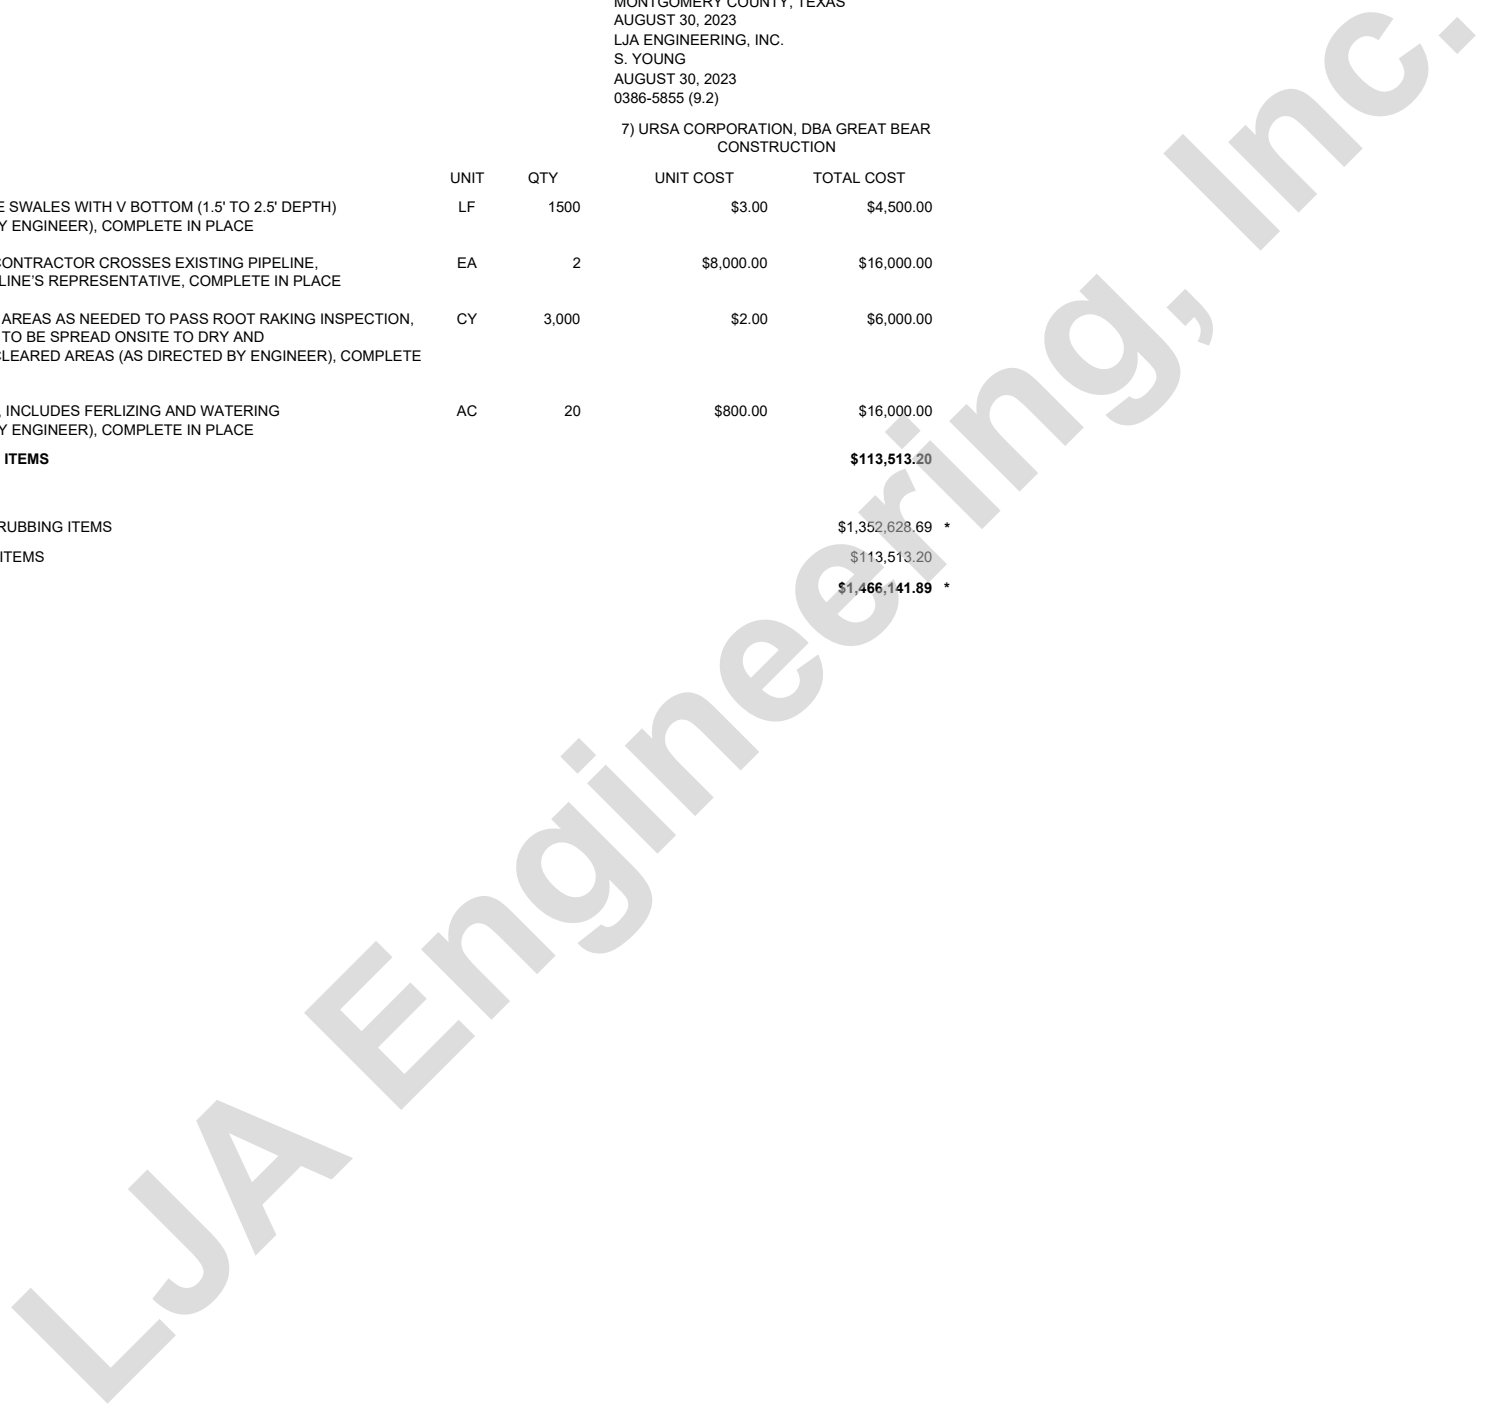 MONTGOMERY COUNTY, TEXAS
AUGUST 30, 2023
LJA ENGINEERING, INC.
S. YOUNG
AUGUST 30, 2023
0386-5855 (9.2)
7) URSA CORPORATION, DBA GREAT BEAR
CONSTRUCTION
UNIT QTY UNIT COST TOTAL COST
E SWALES WITH V BOTTOM (1.5' TO 2.5' DEPTH) LF 1500 $3.00 $4,500.00
Y ENGINEER), COMPLETE IN PLACE
CONTRACTOR CROSSES EXISTING PIPELINE, EA 2 $8,000.00 $16,000.00
LINE’S REPRESENTATIVE, COMPLETE IN PLACE
AREAS AS NEEDED TO PASS ROOT RAKING INSPECTION, CY 3,000 $2.00 $6,000.00
TO BE SPREAD ONSITE TO DRY AND
CLEARED AREAS (AS DIRECTED BY ENGINEER), COMPLETE
, INCLUDES FERLIZING AND WATERING AC 20 $800.00 $16,000.00
Y ENGINEER), COMPLETE IN PLACE
ITEMS $113,513.20
RUBBING ITEMS $1,352,628.69 *
ITEMS $113,513.20
$1,466,141.89 *
LJA Engineering, Inc.